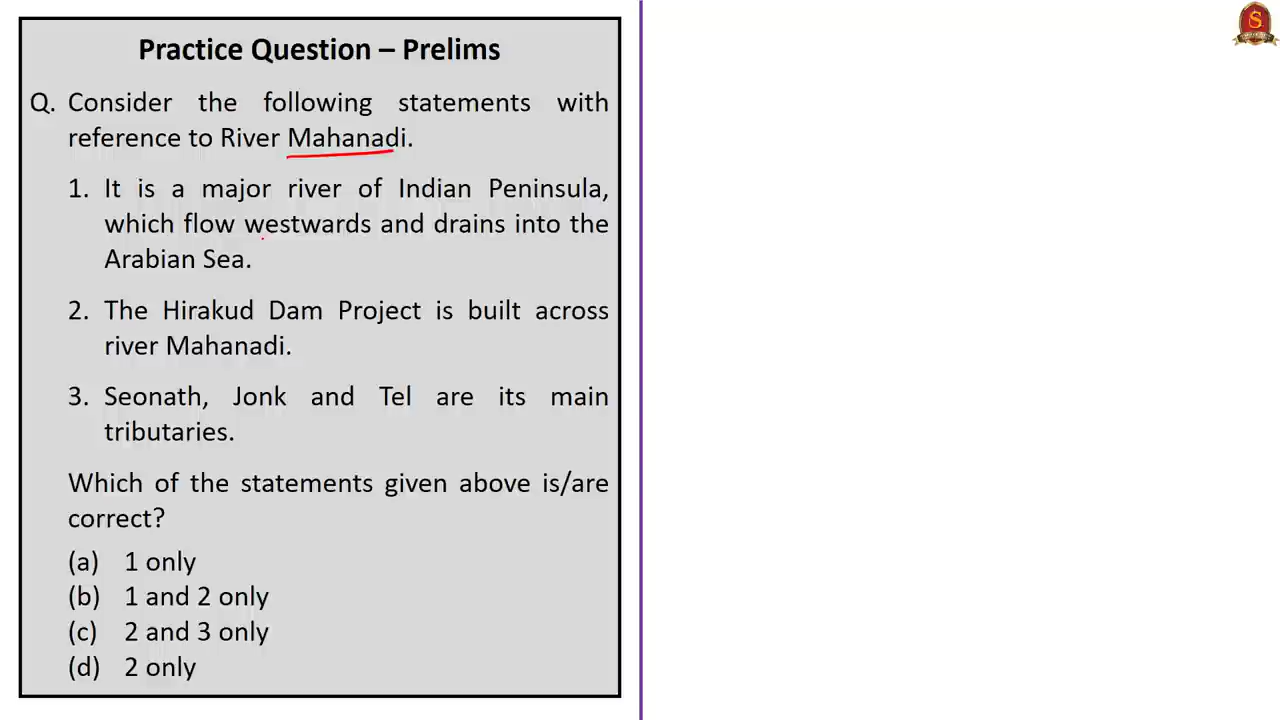 Practice Question – Prelims
Q. Consider the following statements with
reference to River Mahanadi.
1. It is a major river of Indian Peninsula,
which flow westwards and drains into the
Arabian Sea.
2. The Hirakud Dam Project is built across
river Mahanadi.
3. Seonath, Jonk and Tel are its main
tributaries.
Which of the statements given above is/are
correct?
(a) 1 only
(b) 1 and 2 only
(c) 2 and 3 only
(d) 2 only
S